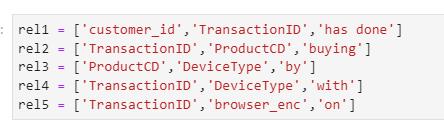 : rel1 = ['customer_id','TransactionID','has done']
rel2 = ['TransactionID','ProductCD','buying']
rel3 = ['ProductCD','DeviceType','by']
rel4 = ['TransactionID','DeviceType','with']
rel5 = ['TransactionID','browser_enc','on']